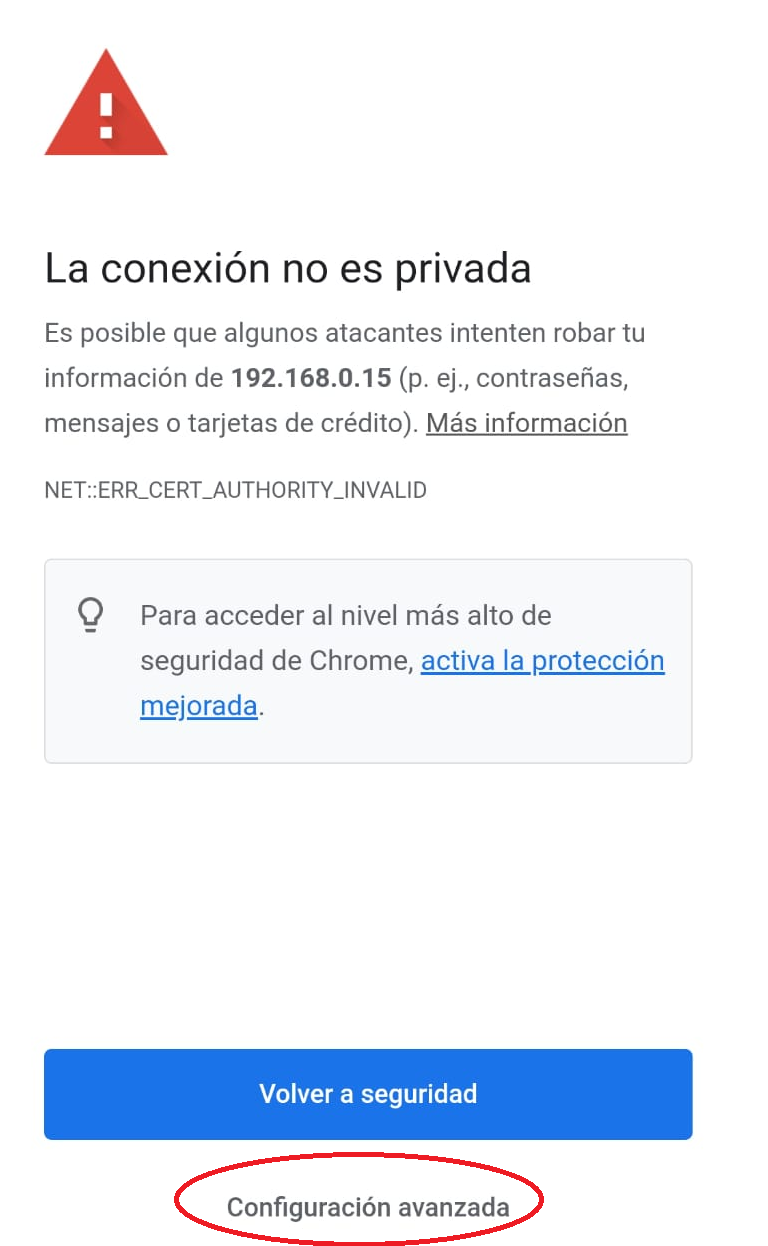 La conexión no es privada
Es posible que algunos atacantes intenten robar tu
información de 192.168.0.15 (p. ej., contraseñas,
mensajes o tarjetas de crédito). Más información
NET::ERR_CERT_AUTHORITY_INVALID
Para acceder al nivel más alto de
seguridad de Chrome, activa la protección
mejorada.
Volver a seguridad
Configuración avanzada